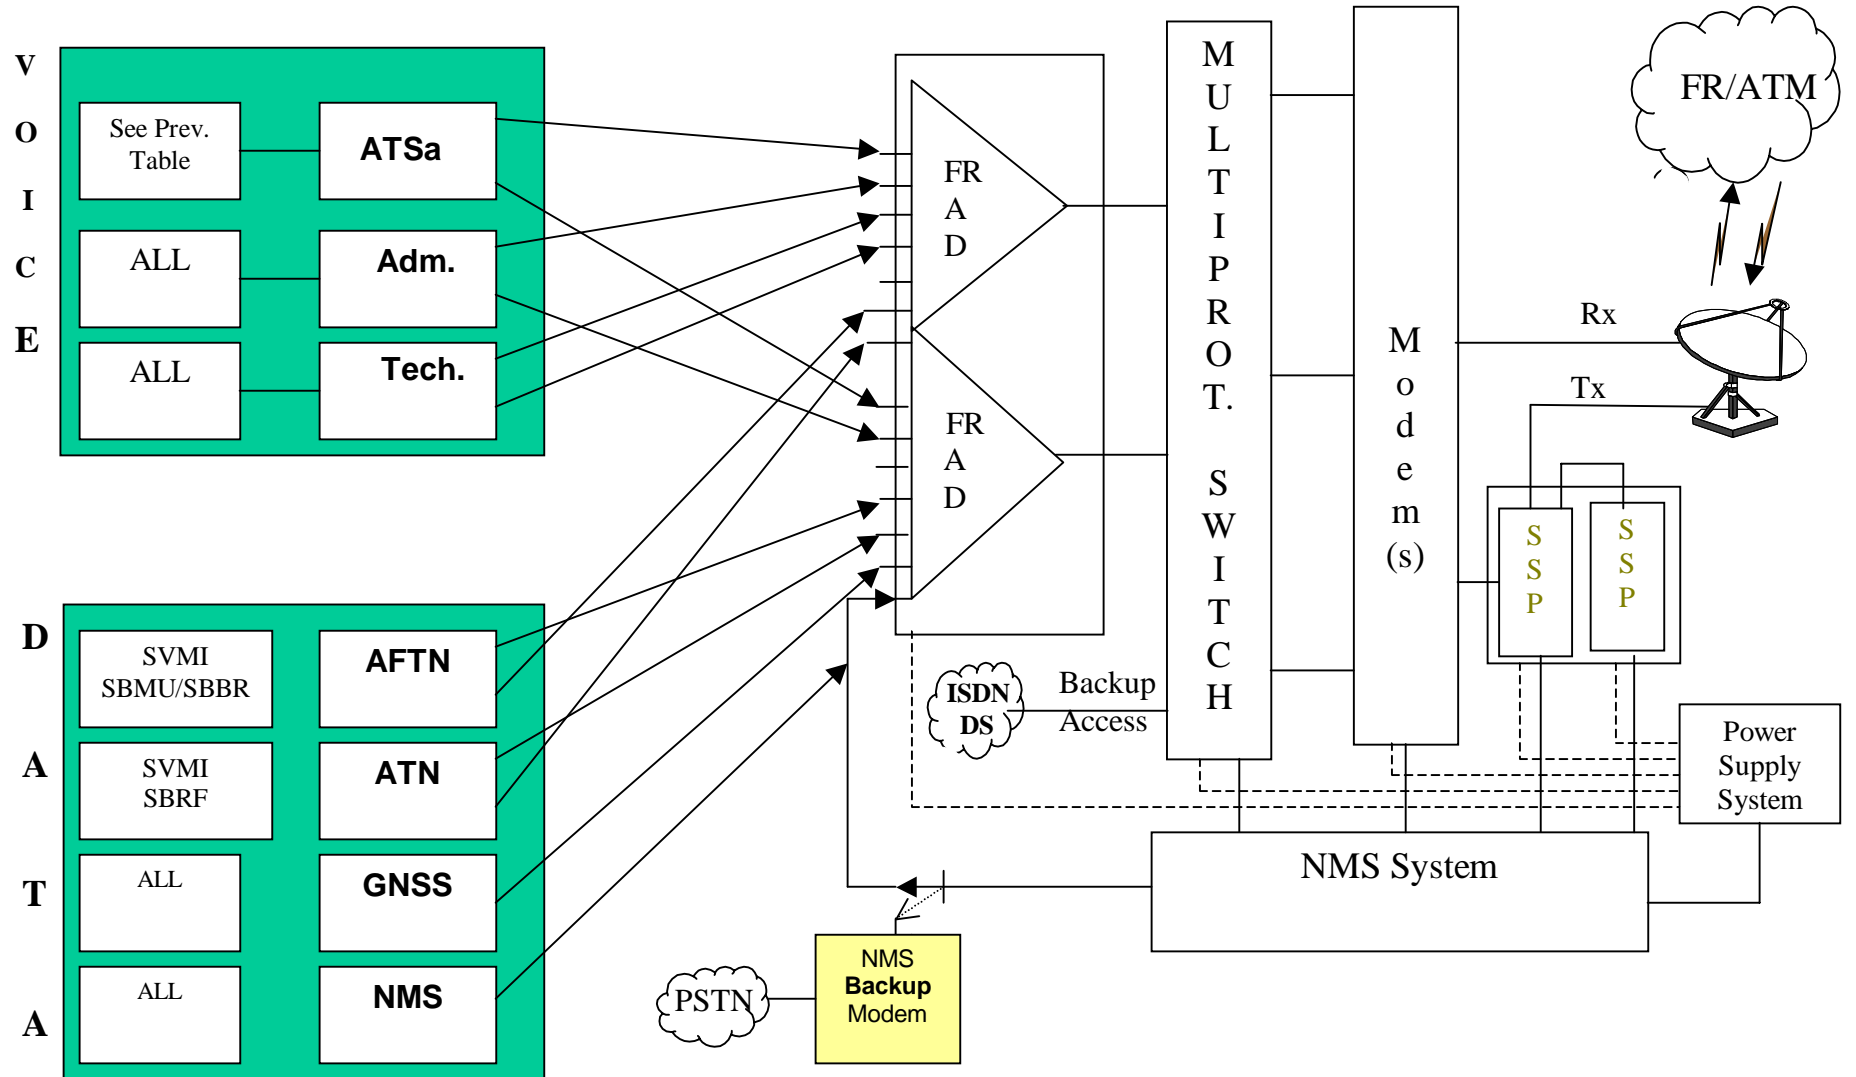 V
O
I
C
E
See Prev.
Table
ATSa
ALL
Adm.
ALL
Tech.
D
A
T
A
SVMI
SBMU/SBBR
AFTN
SVMI
SBRF
ATN
ALL
GNSS
ALL
NMS
FR
A
D
FR
A
D
M
U
L
T
I
P
R
O
T.
S
W
I
T
C
H
ISDN
DS
Backup
Access
M
o
d
e
m
(s)
FR/ATM
Rx
Tx
S
S
P
S
S
P
Power
Supply
System
NMS System
NMS
Backup
Modem
PSTN